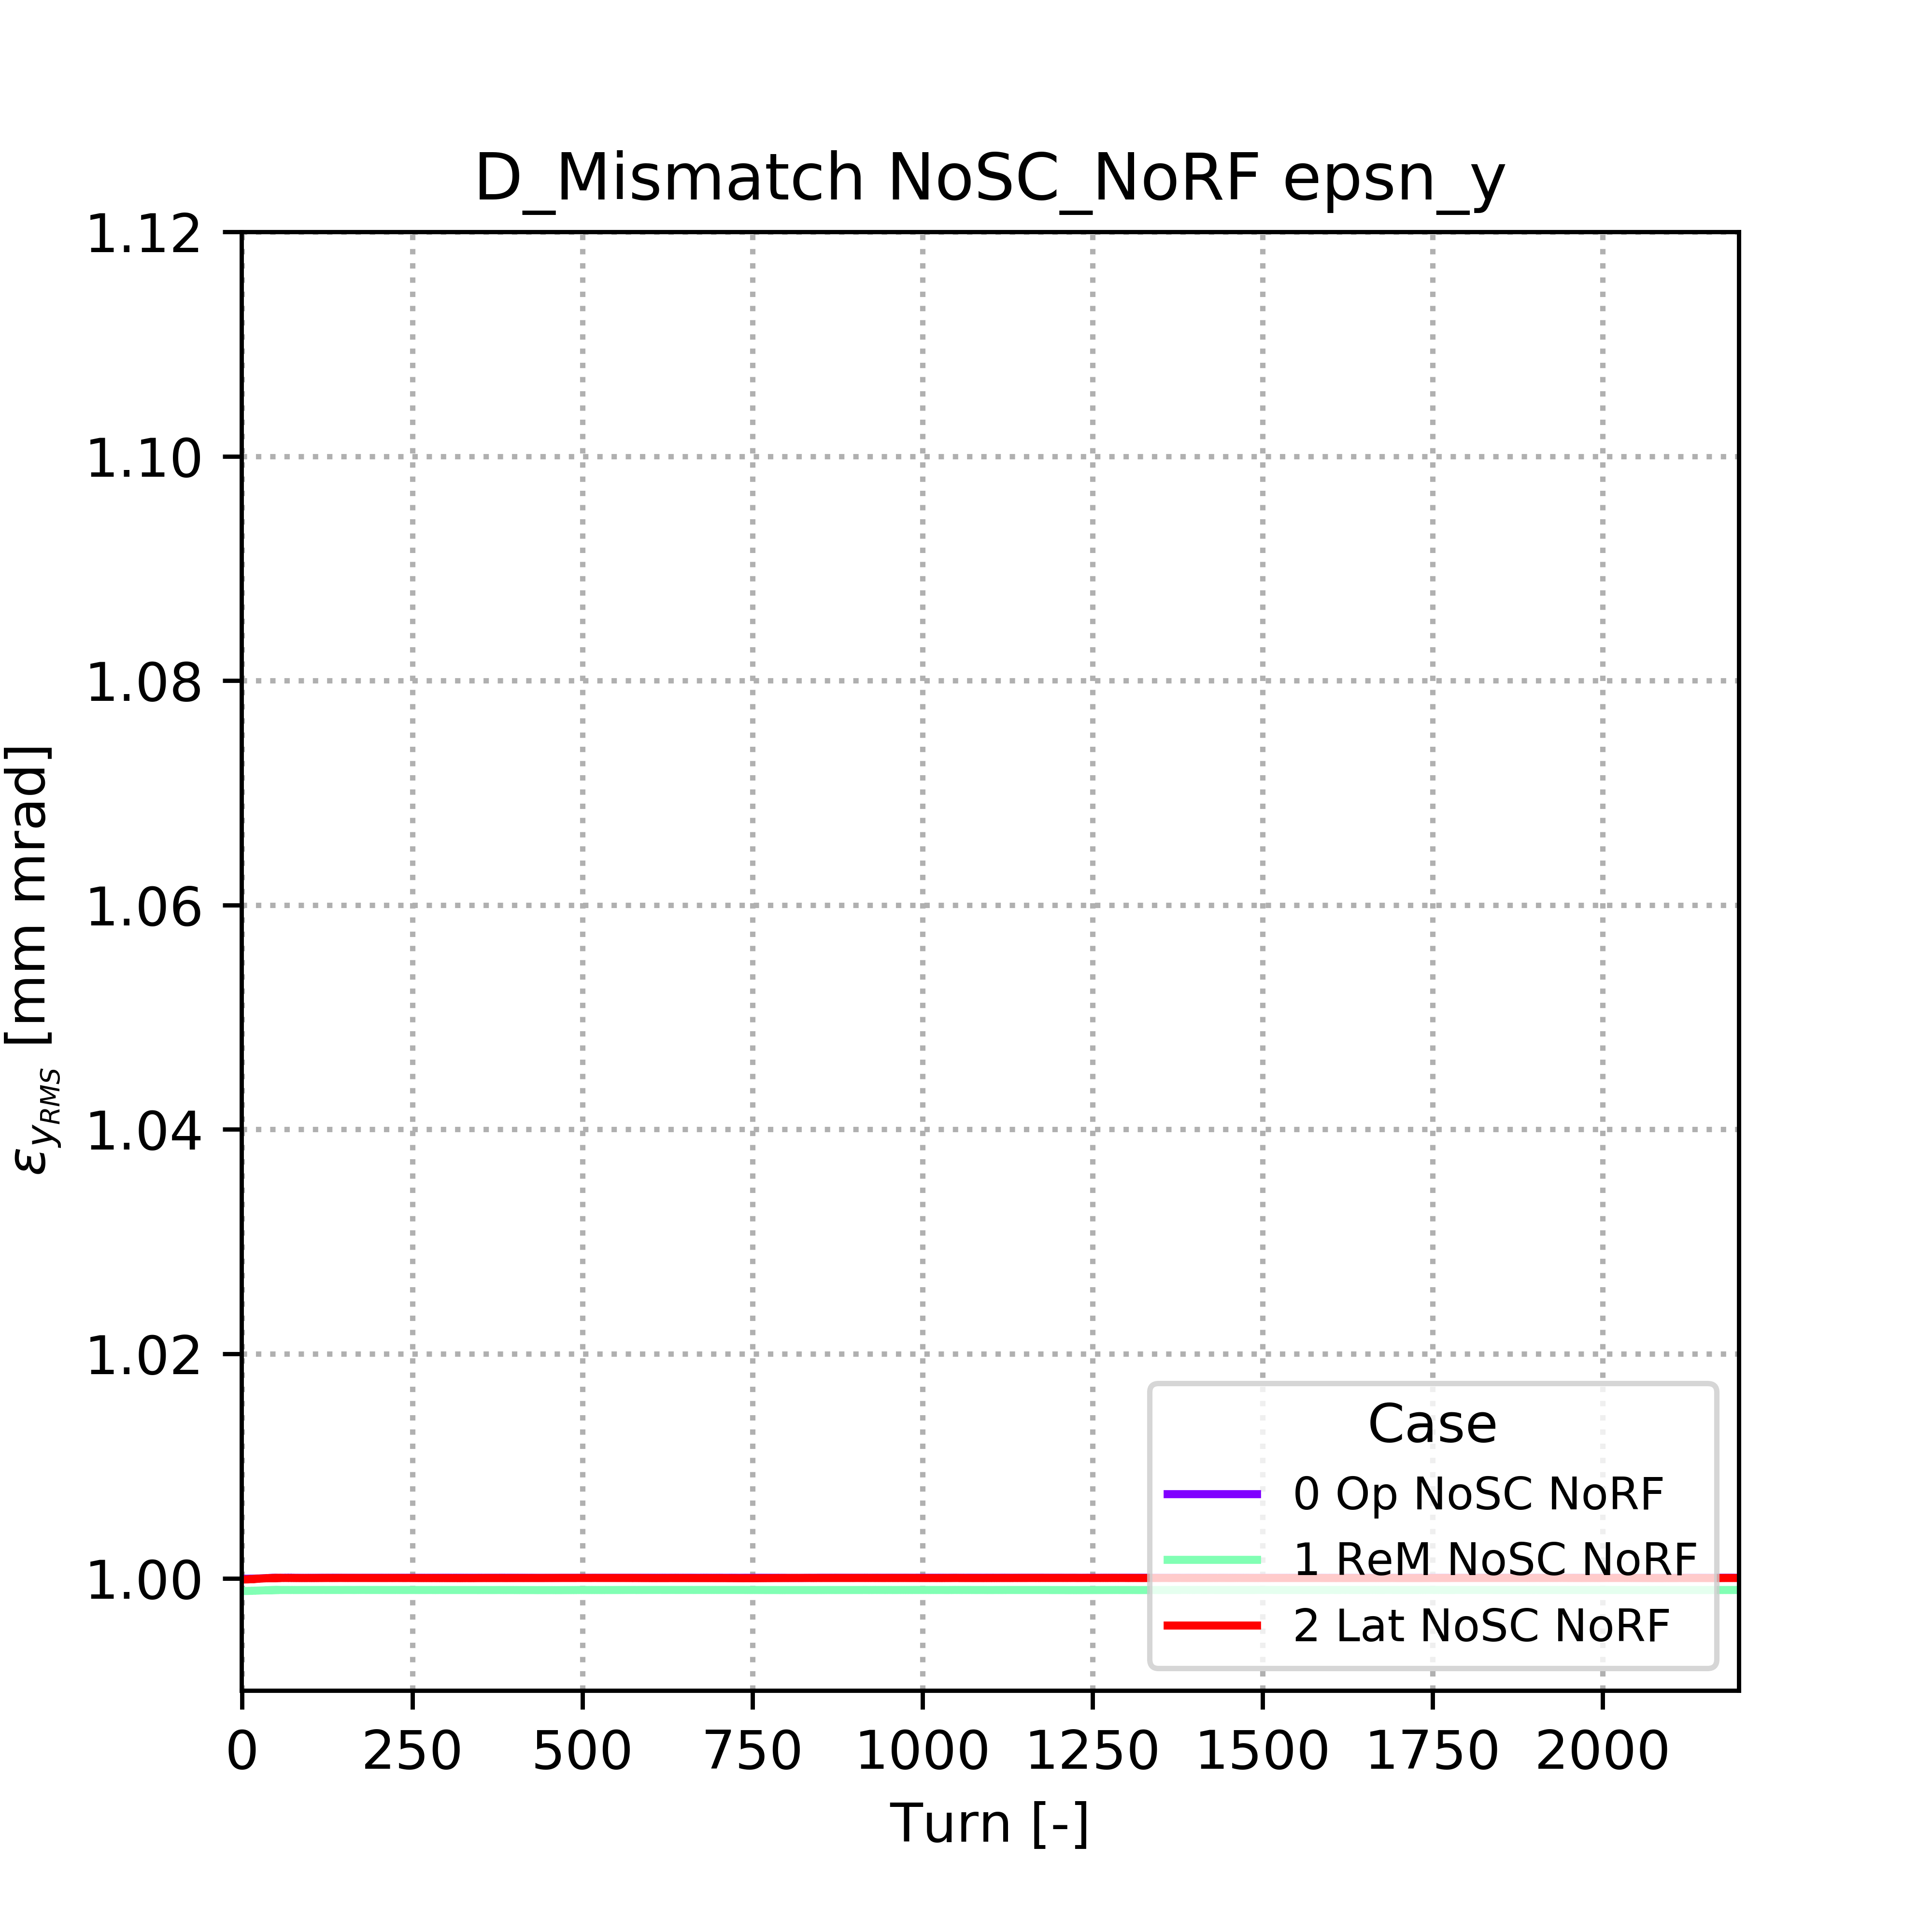 D_Mismatch NoSC_NoRF epsn_y
1.12
1.10
1.08
1.06
1.04
1.02
1.00
ε_{y_{RMS}} [mm mrad]
Case
0 Op NoSC NoRF
1 ReM NoSC NoRF
2 Lat NoSC NoRF
0 250 500 750 1000 1250 1500 1750 2000
Turn [-]